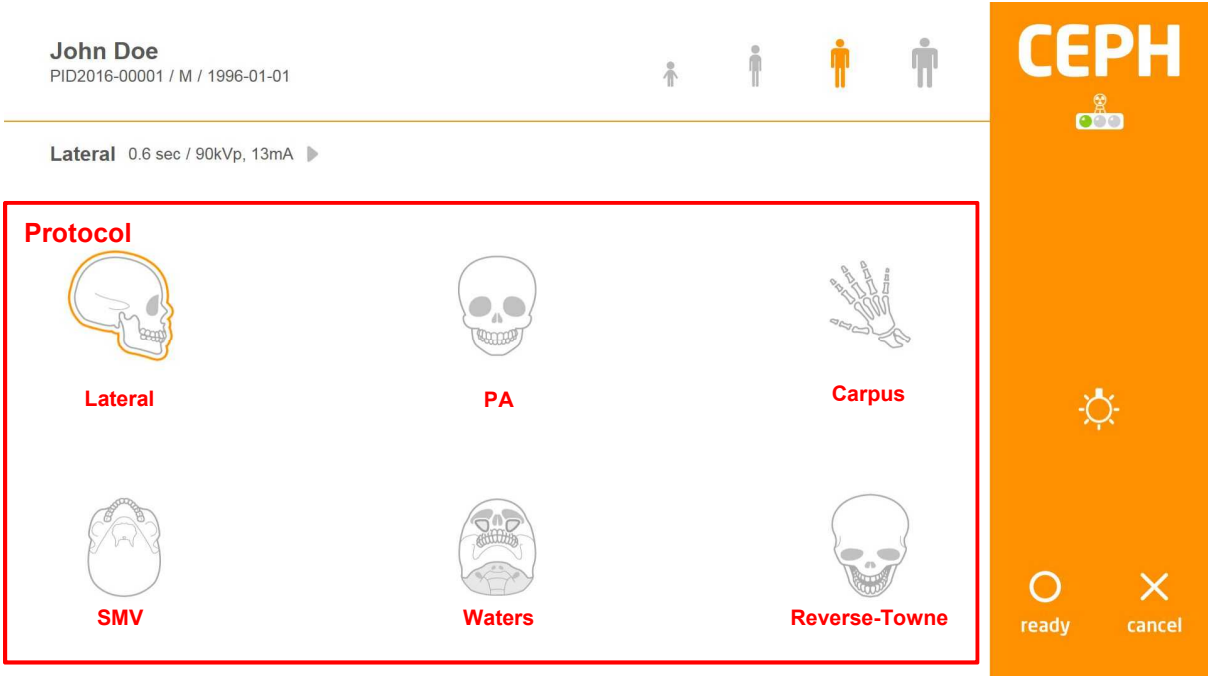 John Doe
PID2016-00001 / M / 1996-01-01
CEPH
Lateral 0.6 sec / 90kVp, 13mA
Protocol
Lateral
PA
Carpus
SMV
Waters
Reverse-Towne
ready
cancel